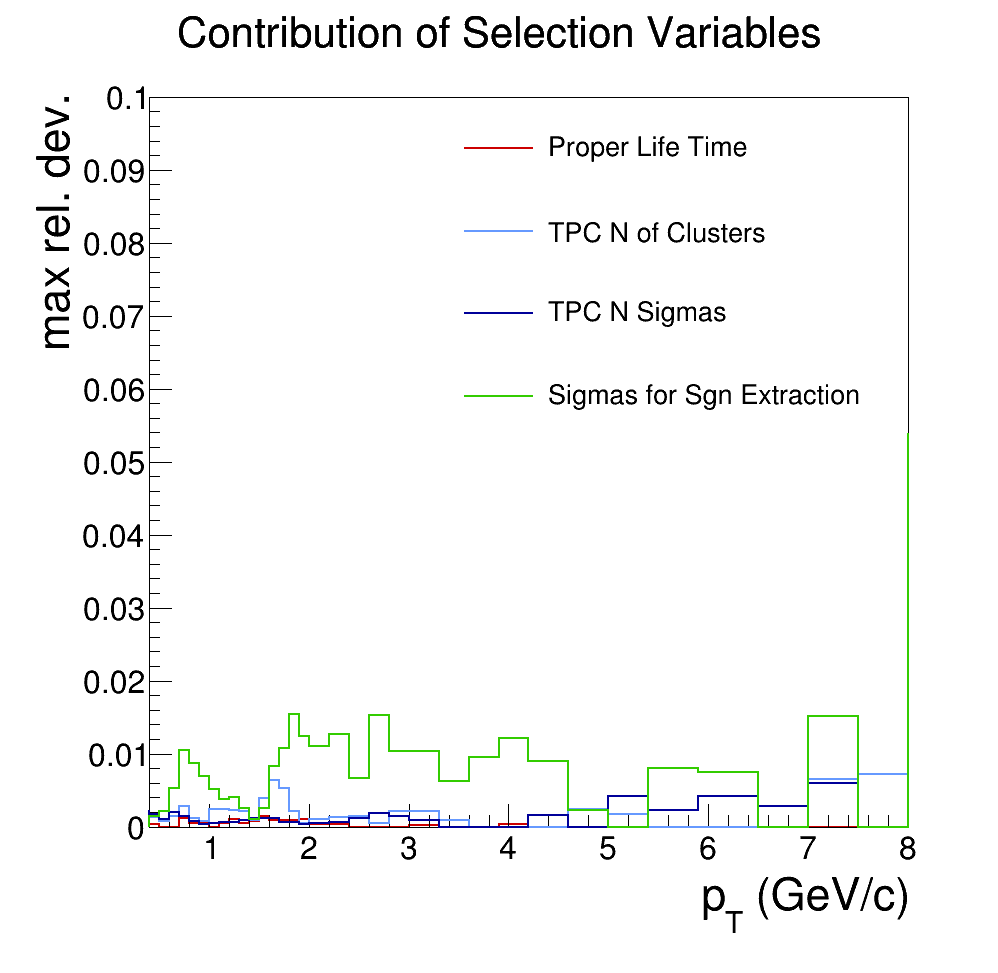 Contribution of Selection Variables
max rel. dev.
0.1
0.09
0.08
0.07
0.06
0.05
0.04
0.03
0.02
0.01
0
Proper Life Time
TPC N of Clusters
TPC N Sigmas
Sigmas for Sgn Extraction
1 2 3 4 5 6 7 8
p_T (GeV/c)